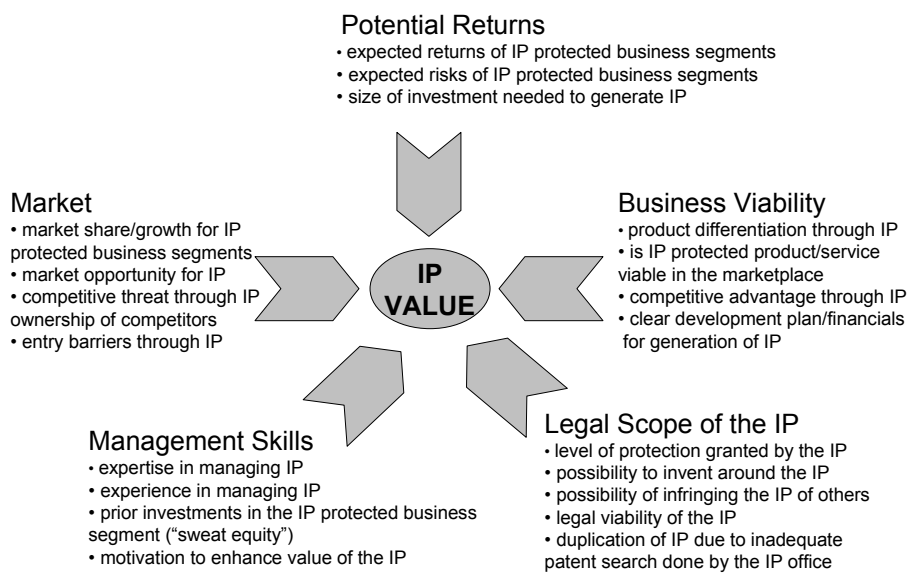 Potential Returns
• expected returns of IP protected business segments
• expected risks of IP protected business segments
• size of investment needed to generate IP
Market
• market share/growth for IP
protected business segments
• market opportunity for IP
• competitive threat through IP
ownership of competitors
• entry barriers through IP
IP
VALUE
Business Viability
• product differentiation through IP
• is IP protected product/service
viable in the marketplace
• competitive advantage through IP
• clear development plan/financials
for generation of IP
Management Skills
• expertise in managing IP
• experience in managing IP
• prior investments in the IP protected business
segment (“sweat equity”)
• motivation to enhance value of the IP
Legal Scope of the IP
• level of protection granted by the IP
• possibility to invent around the IP
• possibility of infringing the IP of others
• legal viability of the IP
• duplication of IP due to inadequate
patent search done by the IP office